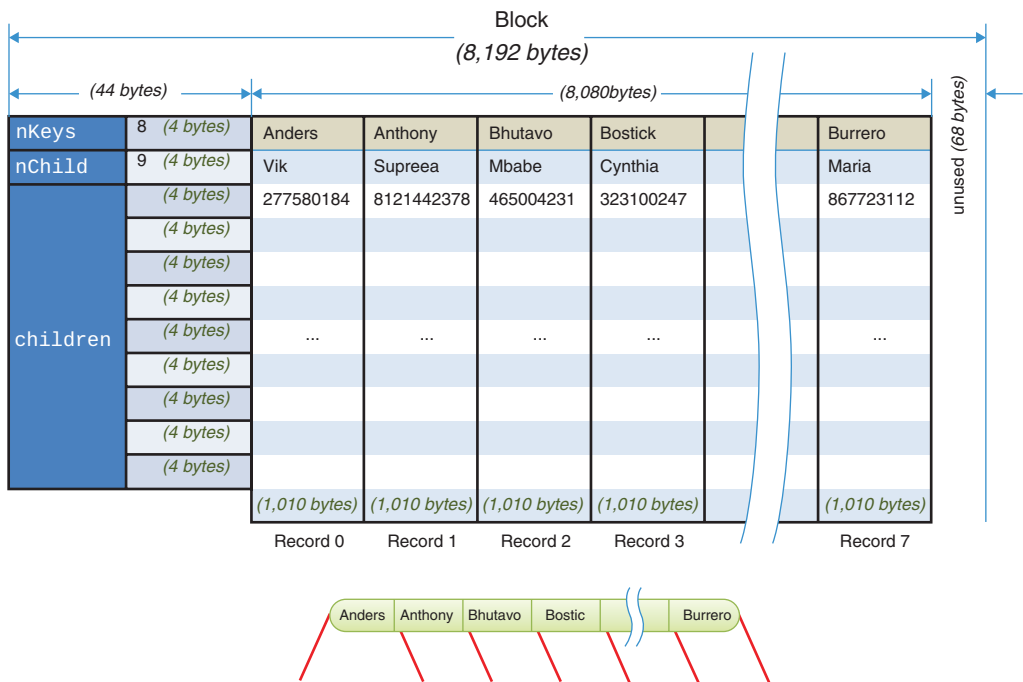 Block
(8,192 bytes)
(44 bytes)
(8,080bytes)
unused (68 bytes)
nKeys 8 (4 bytes) Anders Anthony Bhutavo Bostick Burrero
nChild 9 (4 bytes) Vik Supreea Mbabe Cynthia Maria
(4 bytes) 277580184 8121442378 465004231 323100247 867723112
(4 bytes)
(4 bytes)
(4 bytes)
children (4 bytes) ... ... ... ... ...
(4 bytes)
(4 bytes)
(4 bytes)
(4 bytes)
(1,010 bytes) (1,010 bytes) (1,010 bytes) (1,010 bytes) (1,010 bytes)
Record 0 Record 1 Record 2 Record 3 Record 7
Anders Anthony Bhutavo Bostic Burrero